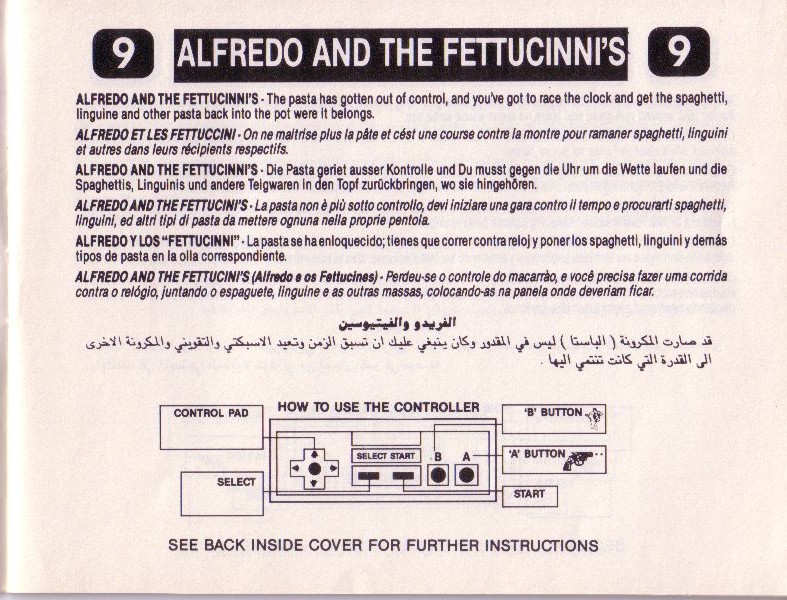 9 ALFREDO AND THE FETTUCINNI'S 9
ALFREDO AND THE FETTUCINNI'S - The pasta has gotten out of control, and you've got to race the clock and get the spaghetti,
linguine and other pasta back into the pot were it belongs.
ALFREDO ET LES FETTUCCINI - On ne maitrise plus la pâte et cést une course contre la montre pour ramaner spaghetti, linguini
et autres dans leurs récipients respectifs.
ALFREDO AND THE FETTUCINNI'S - Die Pasta geriet ausser Kontrolle und Du musst gegen die Uhr um die Wette laufen und die
Spaghettis, Linguinis und andere Teigwaren in den Topf zurückbringen, wo sie hingehören.
ALFREDO AND THE FETTUCINI'S - La pasta non è più sotto controllo, devi iniziare una gara contro il tempo e procurarti spaghetti,
linguini, ed altri tipi di pasta da mettere ognuna nella proprie pentola.
ALFREDO Y LOS "FETTUCINNI" - La pasta se ha enloquecido; tienes que correr contra reloj y poner los spaghetti, linguini y demás
tipos de pasta en la olla correspondiente.
ALFREDO AND THE FETTUCINI'S (Alfredo e os Fettucines) - Perdeu-se o controle do macarrào, e você precisa fazer uma corrida
contra o relógio, juntando o espaguete, linguine e as outras massas, colocando-as na panela onde deveriam ficar.
الفريدو والفيتيوسين
قد صارت المكرونة ( الباستا ) ليس في المقدور وكان ينبغي عليك ان تسبق الزمن وتعيد الاسبكتي والتقويني والمكرونة الاخرى
الى القدرة التي كانت تنتمي اليها .
HOW TO USE THE CONTROLLER
CONTROL PAD
'B' BUTTON
SELECT START B A
'A' BUTTON
SELECT
START
SEE BACK INSIDE COVER FOR FURTHER INSTRUCTIONS